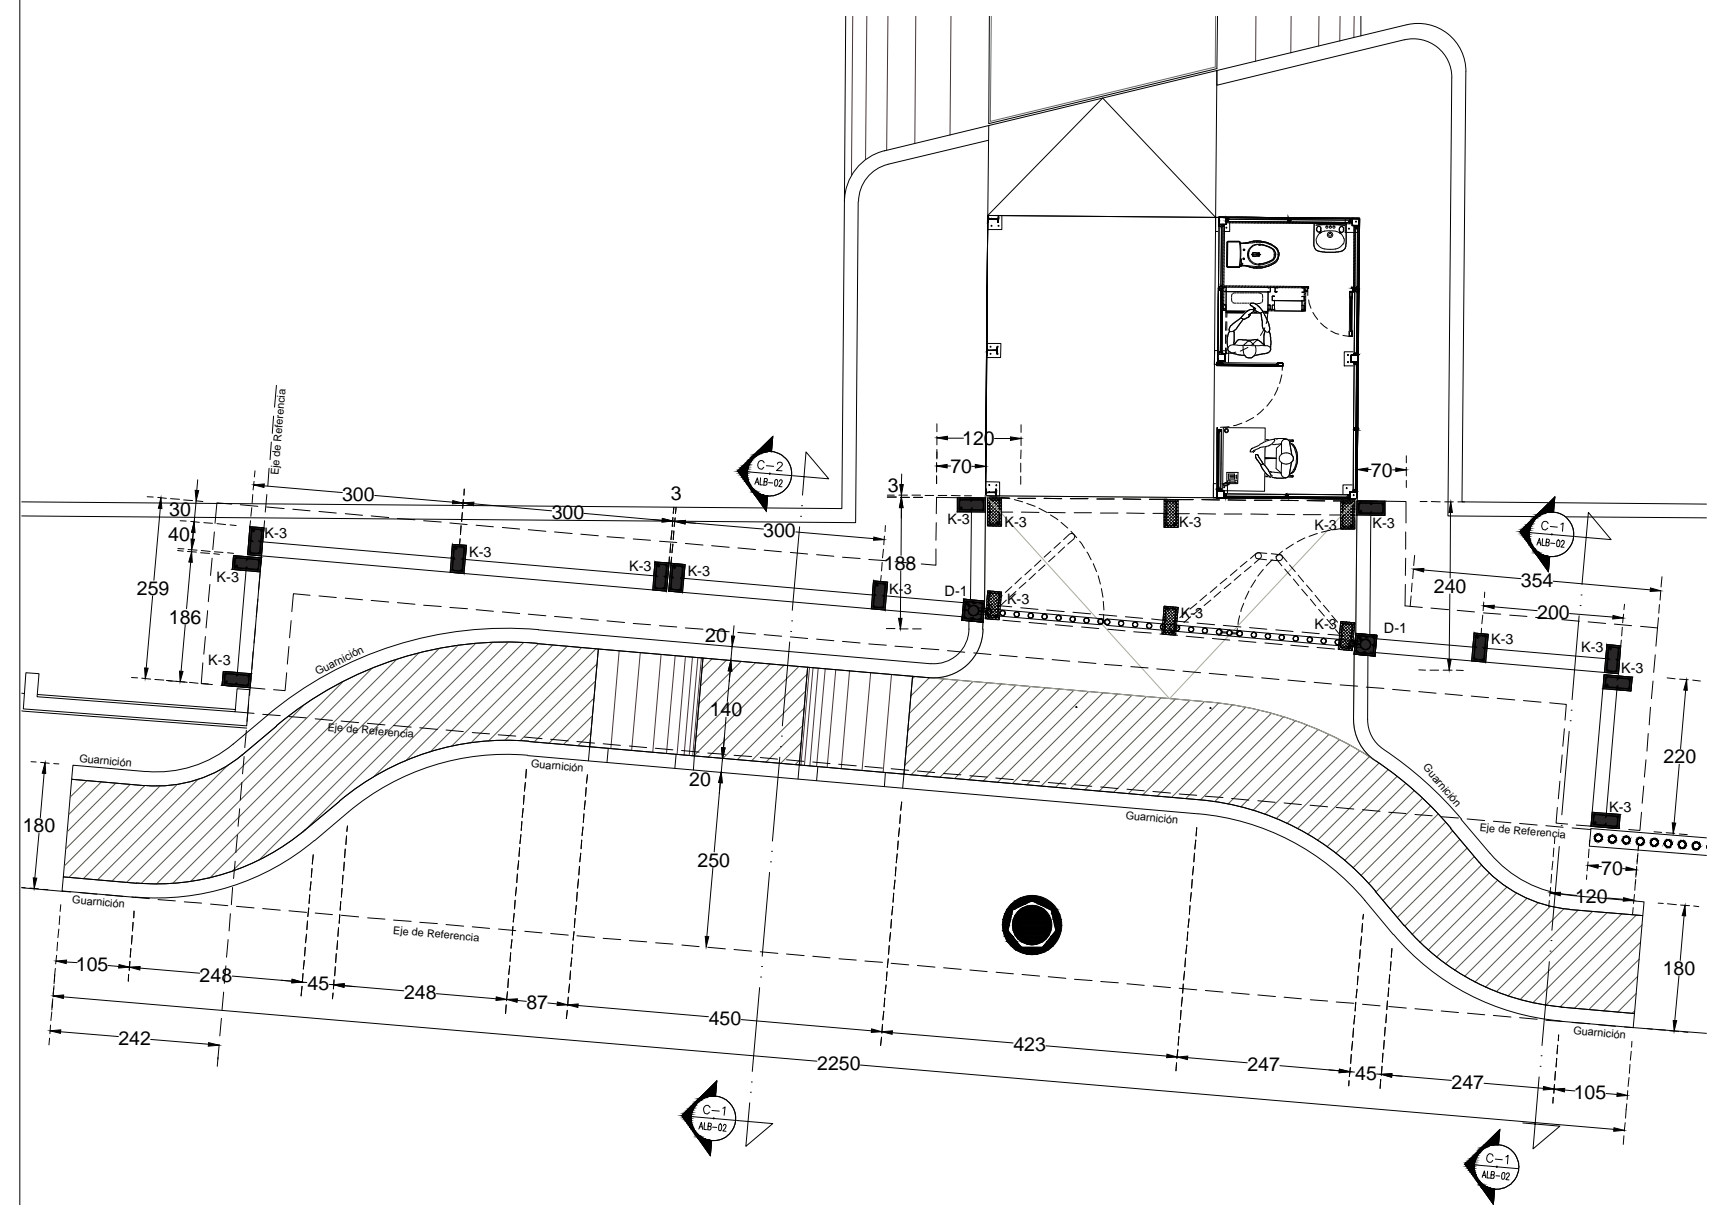 120
70
70
C-2
ALB-02
3
3
300
300
300
Eje de Referencia
30
40
259
186
K-3
K-3
K-3
K-3
K-3
K-3
K-3
K-3
K-3
K-3
K-3
K-3
K-3
188
D-1
K-3
K-3
K-3
D-1
C-1
ALB-02
240
354
200
K-3
K-3
K-3
K-3
220
20
140
20
250
Guarnición
Eje de Referencia
Guarnición
Guarnición
Guarnición
Guarnición
Eje de Referencia
70
120
180
180
Guarnición
Eje de Referencia
Guarnición
105
248
45
248
87
450
423
247
45
247
105
242
2250
C-1
ALB-02
C-1
ALB-02